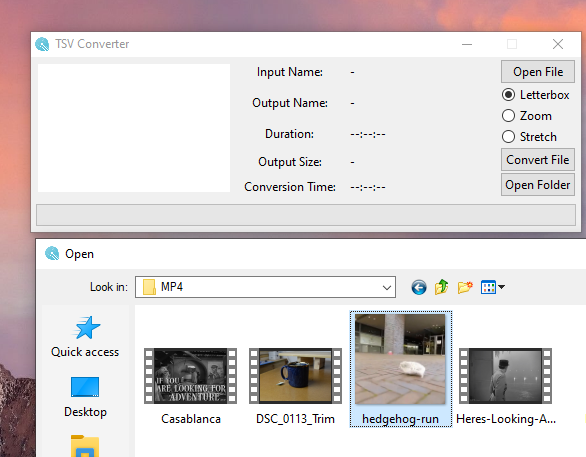 TSV Converter
Input Name: -
Open File
Letterbox
Output Name: -
Zoom
Duration: --:--:--
Stretch
Output Size: -
Convert File
Conversion Time: --:--:--
Open Folder
Open
Look in: MP4
Quick access
Desktop
IF YOU
ARE LOOKING FOR
ADVENTURE
Casablanca
DSC_0113_Trim
hedgehog-run
Heres-Looking-A...